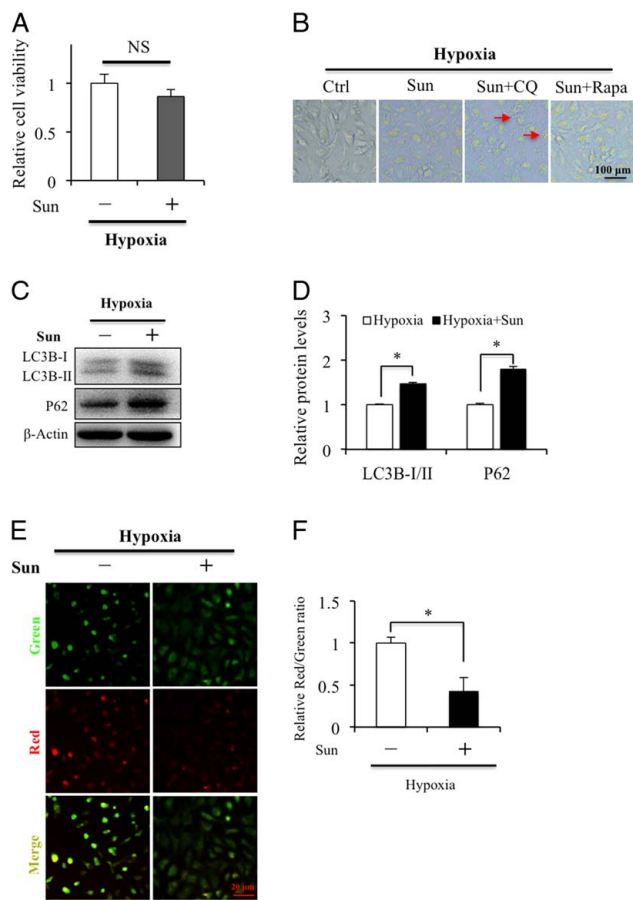 A
NS
Relative cell viability
1
0.5
0
Sun
− +
Hypoxia
B
Hypoxia
Ctrl Sun Sun+CQ Sun+Rapa
100 μm
C
Hypoxia
Sun − +
LC3B-I
LC3B-II
P62
β-Actin
D
Hypoxia Hypoxia+Sun
Relative protein levels
3
2
1
0
* *
LC3B-I/II P62
E
Hypoxia
Sun − +
Green
Red
Merge
20 μm
F
Relative Red/Green ratio
1.5
1
0.5
0
*
Sun − +
Hypoxia